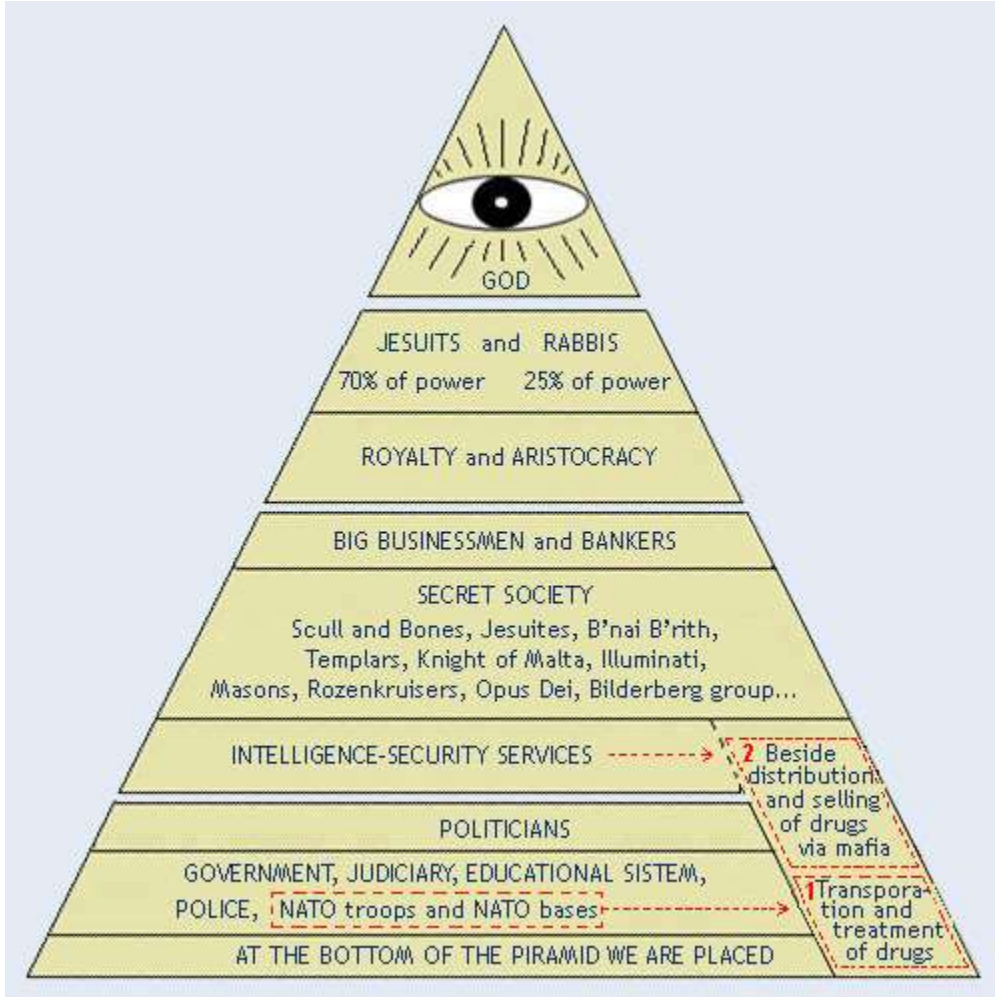 GOD
JESUITS and RABBIS
70% of power 25% of power
ROYALTY and ARISTOCRACY
BIG BUSINESSMEN and BANKERS
SECRET SOCIETY
Scull and Bones, Jesuites, B'nai B'rith,
Templars, Knight of Malta, Illuminati,
Masons, Rozenkruisers, Opus Dei, Bilderberg group...
INTELLIGENCE-SECURITY SERVICES
2 Beside
distribution
and selling
of drugs
via mafia
POLITICIANS
GOVERNMENT, JUDICIARY, EDUCATIONAL SISTEM,
POLICE, NATO troops and NATO bases
1 Transpora-
tion and
treatment
of drugs
AT THE BOTTOM OF THE PIRAMID WE ARE PLACED